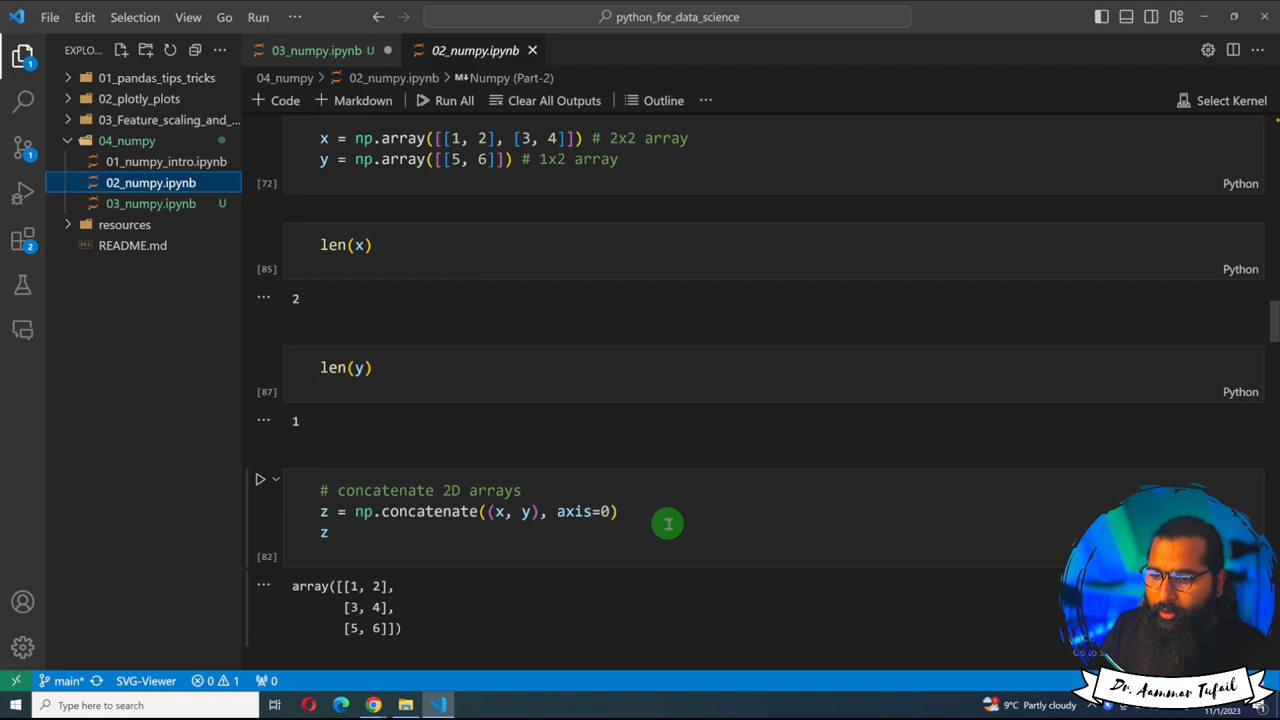 File Edit Selection View Go Run ··· python_for_data_science
EXPLO... 03_numpy.ipynb U 02_numpy.ipynb
04_numpy > 02_numpy.ipynb > M↓Numpy (Part-2)
+ Code + Markdown Run All Clear All Outputs Outline ··· Select Kernel
01_pandas_tips_tricks
02_plotly_plots
03_Feature_scaling_and_...
04_numpy
01_numpy_intro.ipynb
02_numpy.ipynb
03_numpy.ipynb U
resources
README.md
1
1
2
x = np.array([[1, 2], [3, 4]]) # 2x2 array
y = np.array([[5, 6]]) # 1x2 array
[72] Python
len(x)
[85] Python
2
len(y)
[87] Python
1
# concatenate 2D arrays
z = np.concatenate((x, y), axis=0)
z
[82]
array([[1, 2],
[3, 4],
[5, 6]])
Dr. Aammar Tufail
main* SVG-Viewer 0 1 0
Type here to search 9°C Partly cloudy 11/1/2023